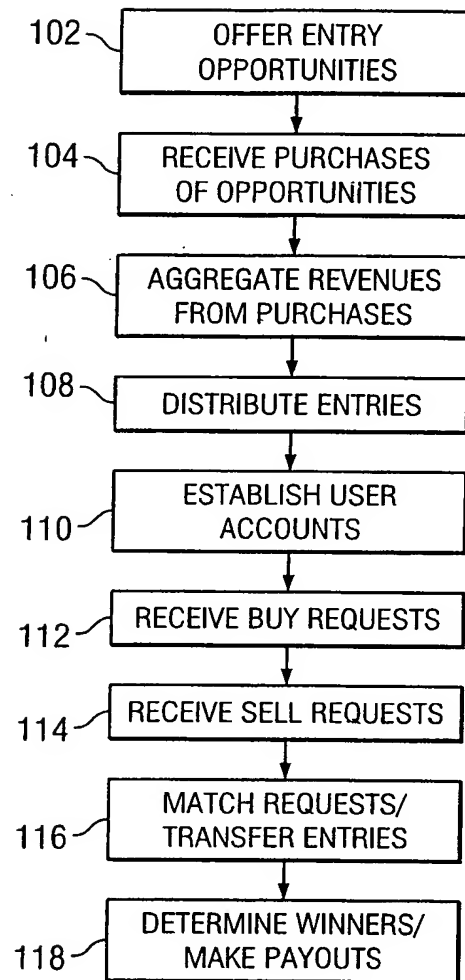 102
OFFER ENTRY
OPPORTUNITIES
104
RECEIVE PURCHASES
OF OPPORTUNITIES
106
AGGREGATE REVENUES
FROM PURCHASES
108
DISTRIBUTE ENTRIES
110
ESTABLISH USER
ACCOUNTS
112
RECEIVE BUY REQUESTS
114
RECEIVE SELL REQUESTS
116
MATCH REQUESTS/
TRANSFER ENTRIES
118
DETERMINE WINNERS/
MAKE PAYOUTS